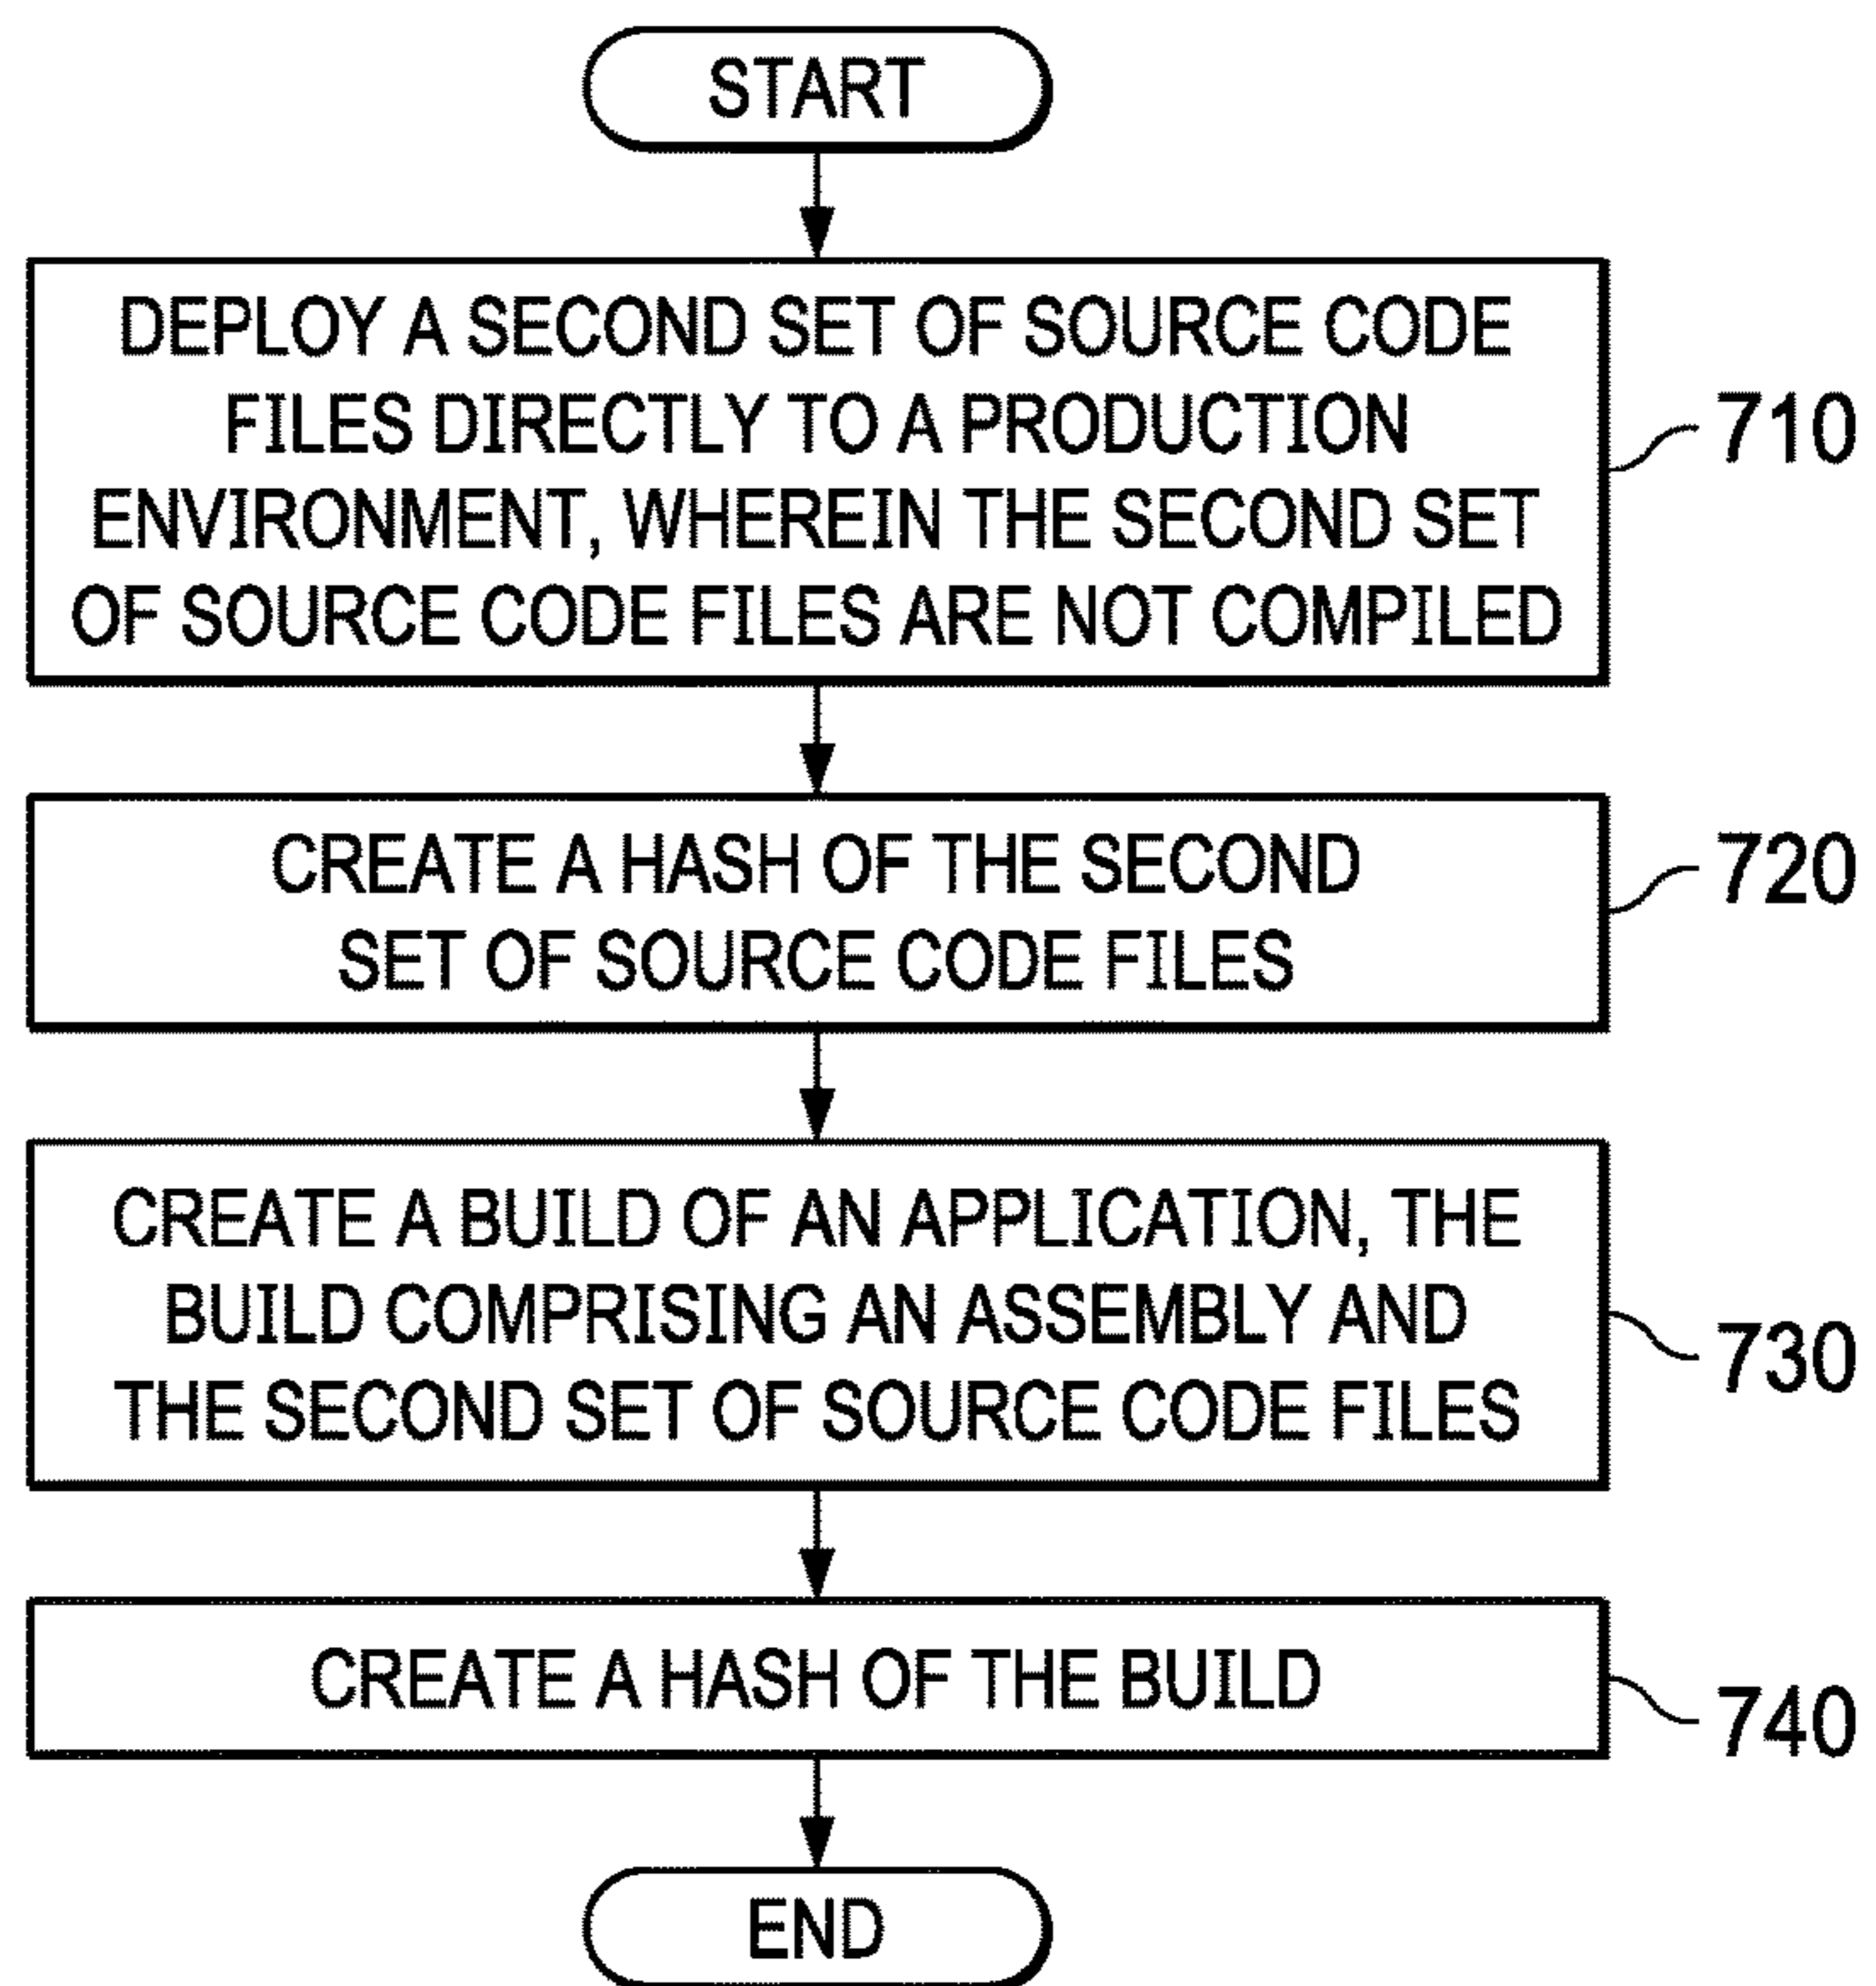 START
DEPLOY A SECOND SET OF SOURCE CODE
FILES DIRECTLY TO A PRODUCTION
ENVIRONMENT, WHEREIN THE SECOND SET
OF SOURCE CODE FILES ARE NOT COMPILED
710
CREATE A HASH OF THE SECOND
SET OF SOURCE CODE FILES
720
CREATE A BUILD OF AN APPLICATION, THE
BUILD COMPRISING AN ASSEMBLY AND
THE SECOND SET OF SOURCE CODE FILES
730
CREATE A HASH OF THE BUILD
740
END